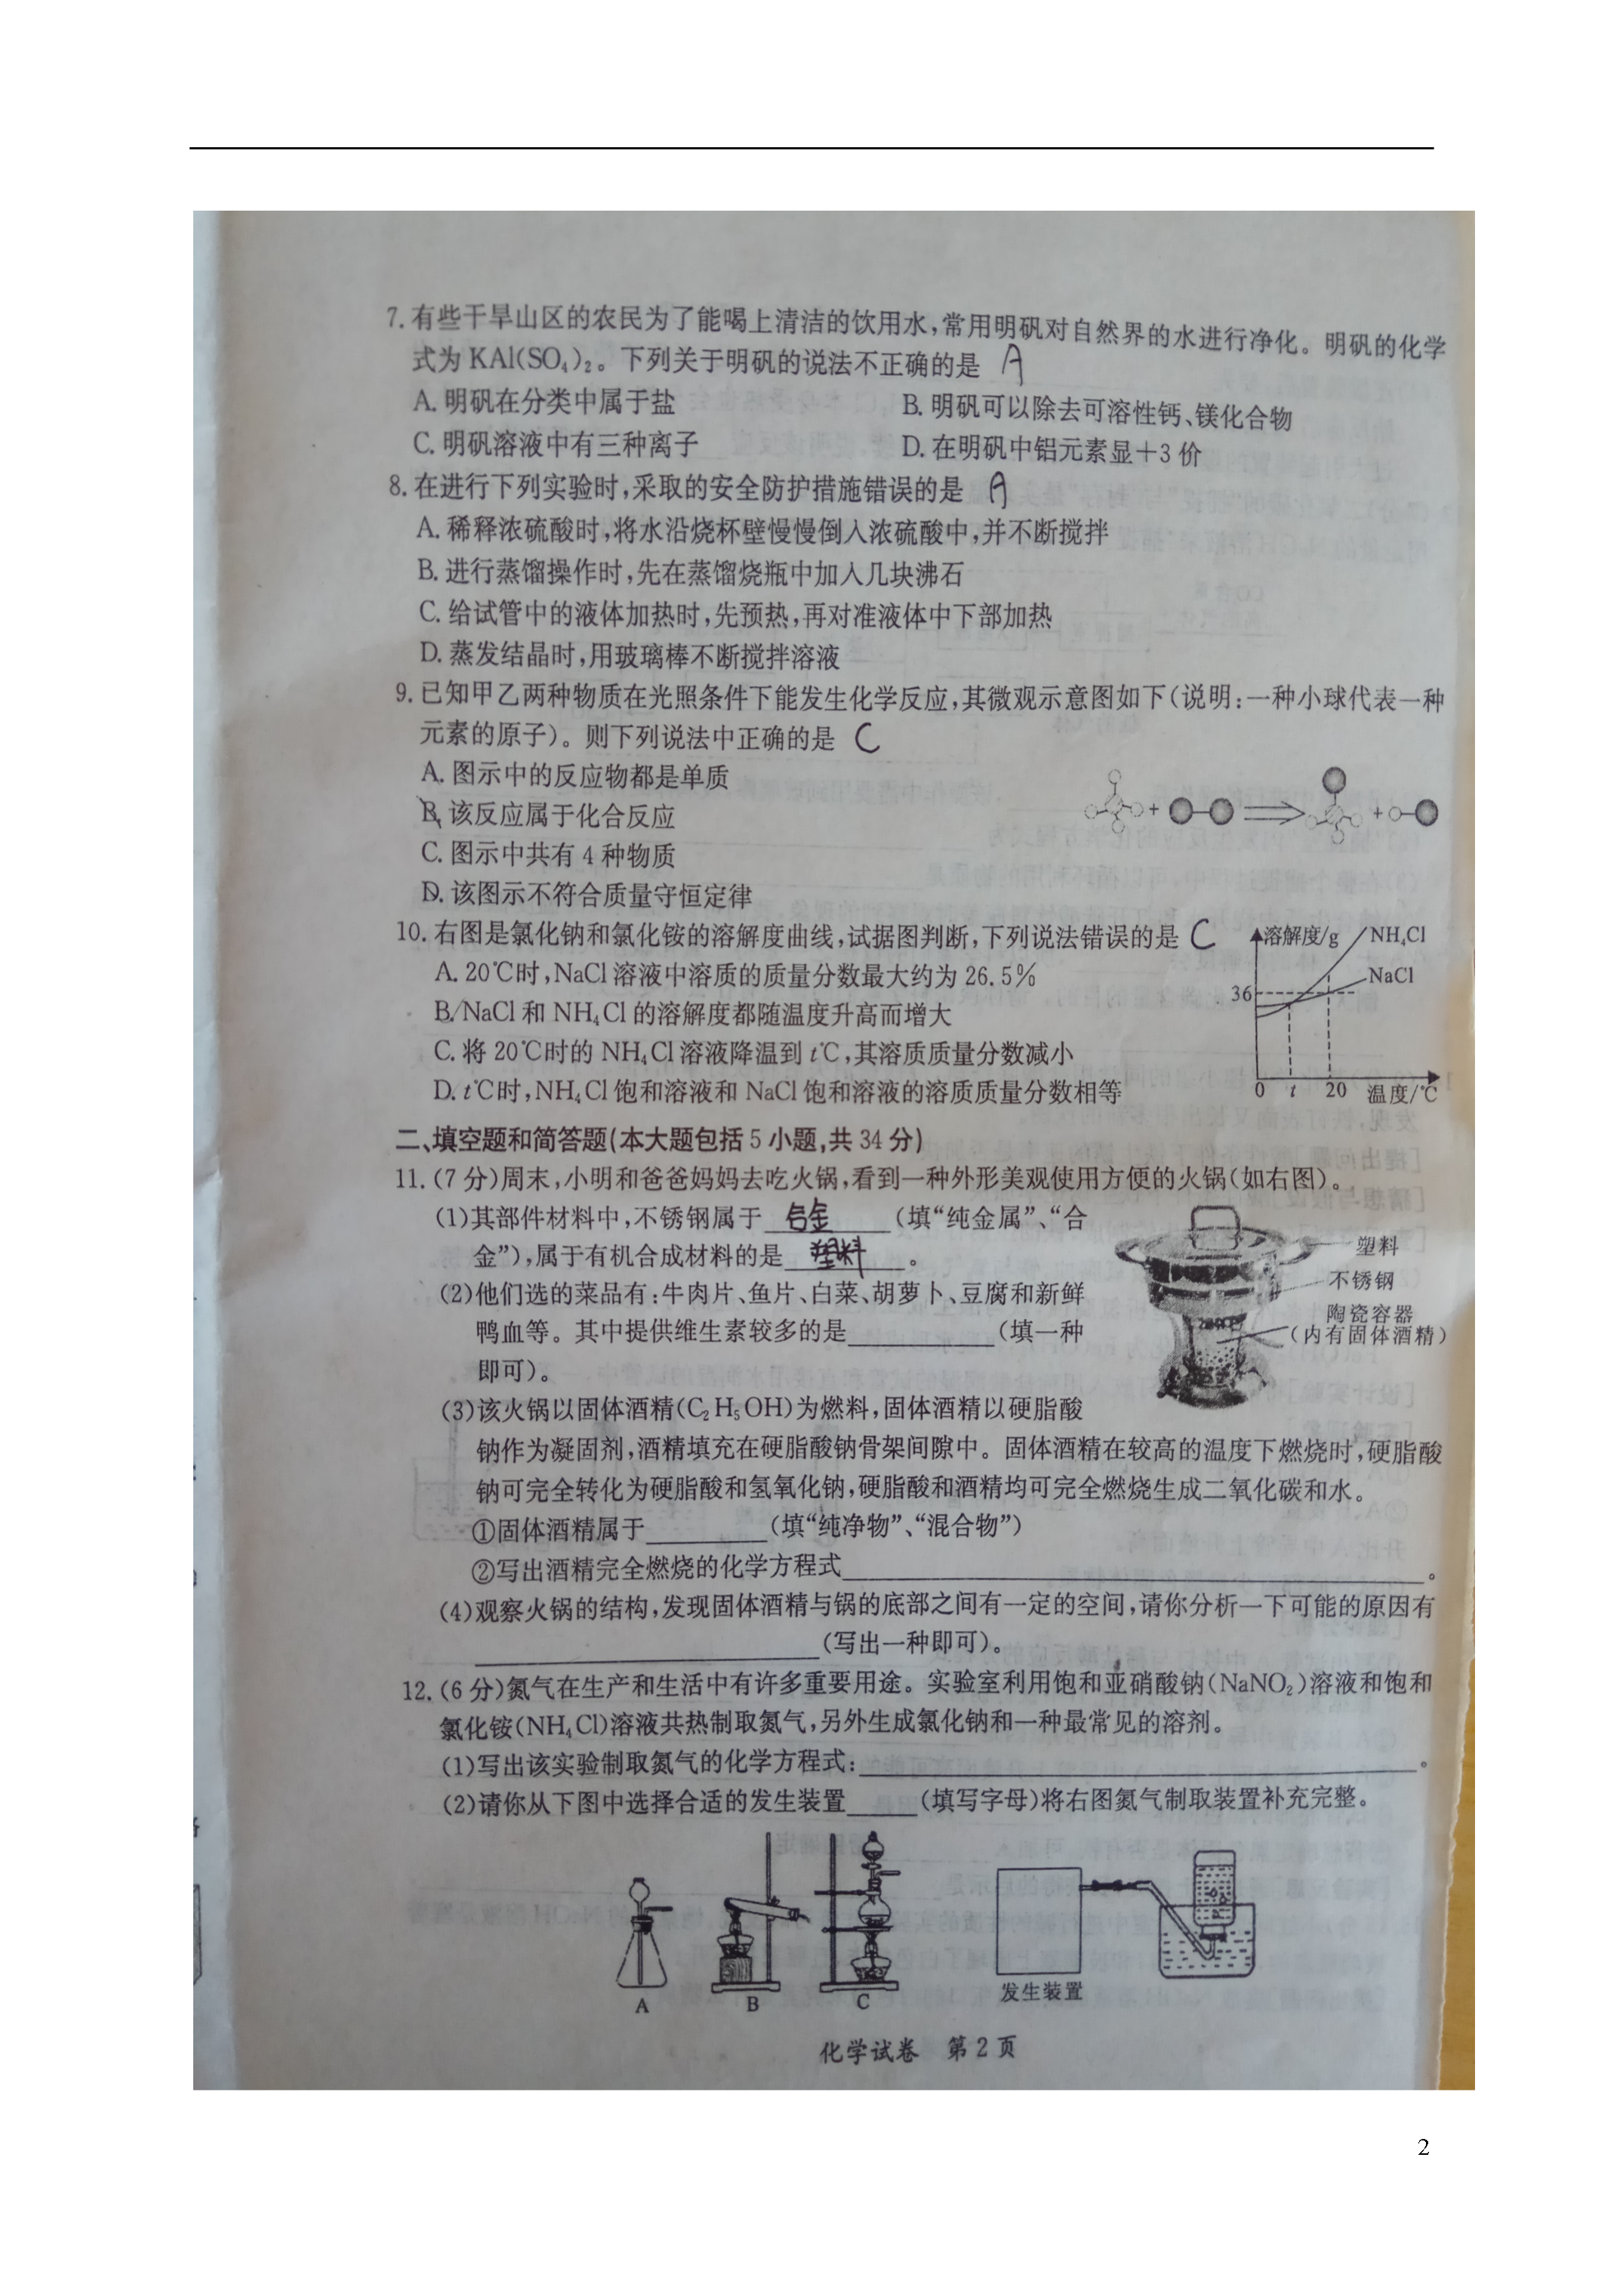 7.有些干旱山区的农民为了能喝上清洁的饮用水,常用明矾对自然界的水进行净化。明矾的化学
式为KAl(SO₄)₂。下列关于明矾的说法不正确的是 A
A.明矾在分类中属于盐 B.明矾可以除去可溶性钙、镁化合物
C.明矾溶液中有三种离子 D.在明矾中铝元素显+3价
8.在进行下列实验时,采取的安全防护措施错误的是 A
A.稀释浓硫酸时,将水沿烧杯壁慢慢倒入浓硫酸中,并不断搅拌
B.进行蒸馏操作时,先在蒸馏烧瓶中加入几块沸石
C.给试管中的液体加热时,先预热,再对准液体中下部加热
D.蒸发结晶时,用玻璃棒不断搅拌溶液
9.已知甲乙两种物质在光照条件下能发生化学反应,其微观示意图如下(说明:一种小球代表一种
元素的原子)。则下列说法中正确的是 C
A.图示中的反应物都是单质
B.该反应属于化合反应
C.图示中共有4种物质
D.该图示不符合质量守恒定律
+ +
10.右图是氯化钠和氯化铵的溶解度曲线,试据图判断,下列说法错误的是 C
A.20℃时,NaCl溶液中溶质的质量分数最大约为26.5%
B.NaCl和NH₄Cl的溶解度都随温度升高而增大
C.将20℃时的NH₄Cl溶液降温到t℃,其溶质质量分数减小
D.t℃时,NH₄Cl饱和溶液和NaCl饱和溶液的溶质质量分数相等
溶解度/g NH₄Cl
NaCl
36
0 t 20 温度/℃
二、填空题和简答题(本大题包括5小题,共34分)
11.(7分)周末,小明和爸爸妈妈去吃火锅,看到一种外形美观使用方便的火锅(如右图)。
(1)其部件材料中,不锈钢属于 合金 (填“纯金属”、“合
金”),属于有机合成材料的是 塑料 。
(2)他们选的菜品有:牛肉片、鱼片、白菜、胡萝卜、豆腐和新鲜
鸭血等。其中提供维生素较多的是______(填一种
即可)。
塑料
不锈钢
陶瓷容器
(内有固体酒精)
(3)该火锅以固体酒精(C₂H₅OH)为燃料,固体酒精以硬脂酸
钠作为凝固剂,酒精填充在硬脂酸钠骨架间隙中。固体酒精在较高的温度下燃烧时,硬脂酸
钠可完全转化为硬脂酸和氢氧化钠,硬脂酸和酒精均可完全燃烧生成二氧化碳和水。
①固体酒精属于______(填“纯净物”、“混合物”)
②写出酒精完全燃烧的化学方程式______。
(4)观察火锅的结构,发现固体酒精与锅的底部之间有一定的空间,请你分析一下可能的原因有
______(写出一种即可)。
12.(6分)氮气在生产和生活中有许多重要用途。实验室利用饱和亚硝酸钠(NaNO₂)溶液和饱和
氯化铵(NH₄Cl)溶液共热制取氮气,另外生成氯化钠和一种最常见的溶剂。
(1)写出该实验制取氮气的化学方程式:______。
(2)请你从下图中选择合适的发生装置____(填写字母)将右图氮气制取装置补充完整。
A B C 发生装置
化学试卷 第2页
2